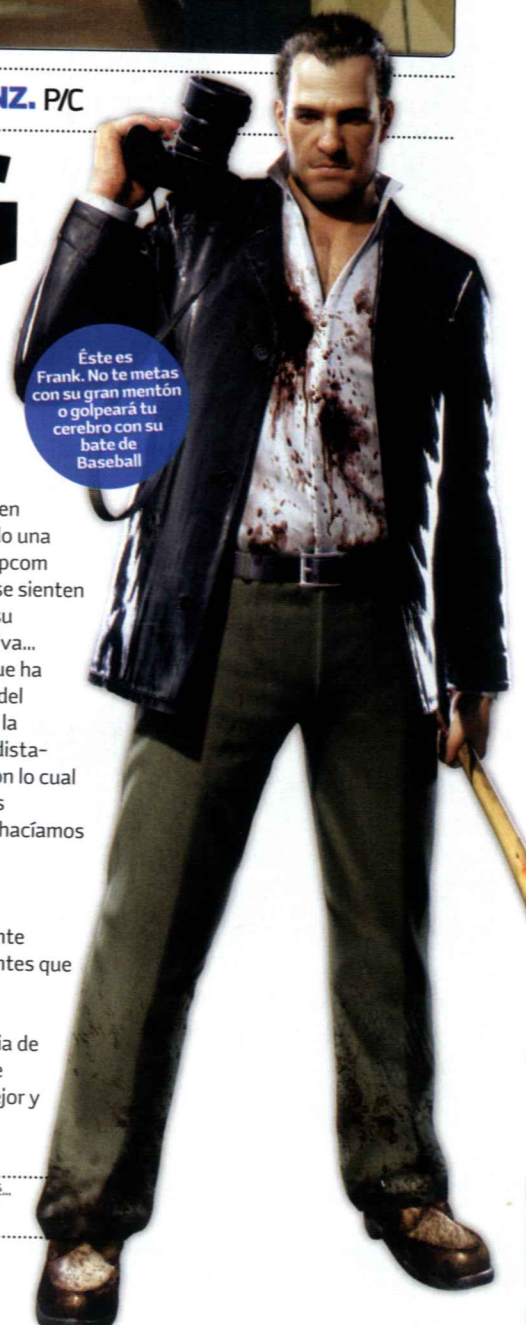 NZ. P/C
G
Éste es
Frank. No te metas
con su gran mentón
o golpeará tu
cerebro con su
bate de
Baseball
en
do una
pcom
se sienten
su
va...
ue ha
del
la
dista-
on lo cual
s
hacíamos
nte
ntes que
ia de
e
jor y